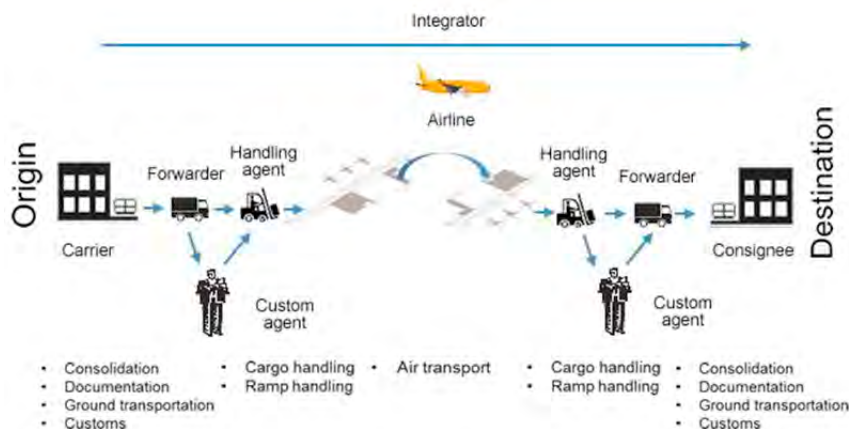 Integrator
Airline
Origin
Carrier
Forwarder
Handling
agent
Custom
agent
Handling
agent
Forwarder
Custom
agent
Consignee
Destination
• Consolidation
• Documentation
• Ground transportation
• Customs
• Cargo handling
• Ramp handling
• Air transport
• Cargo handling
• Ramp handling
• Consolidation
• Documentation
• Ground transportation
• Customs